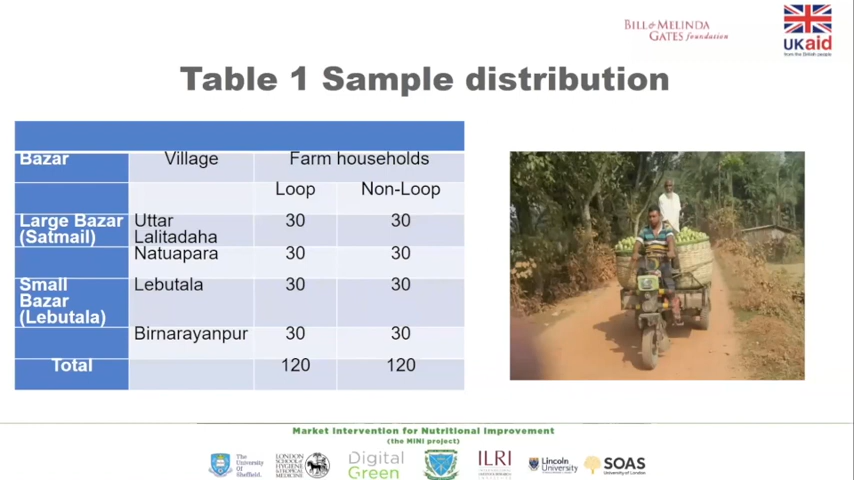 BILL & MELINDA
GATES foundation
UKaid
from the British people
Table 1 Sample distribution
Bazar Village Farm households
Loop Non-Loop
Large Bazar (Satmail) Uttar Lalitadaha 30 30
Natuapara 30 30
Small Bazar (Lebutala) Lebutala 30 30
Birnarayanpur 30 30
Total 120 120
Market Intervention for Nutritional Improvement
(the MINI project)
The University Of Sheffield.
LONDON SCHOOL of HYGIENE & TROPICAL MEDICINE
Digital Green
ILRI
Lincoln University
SOAS
University of London